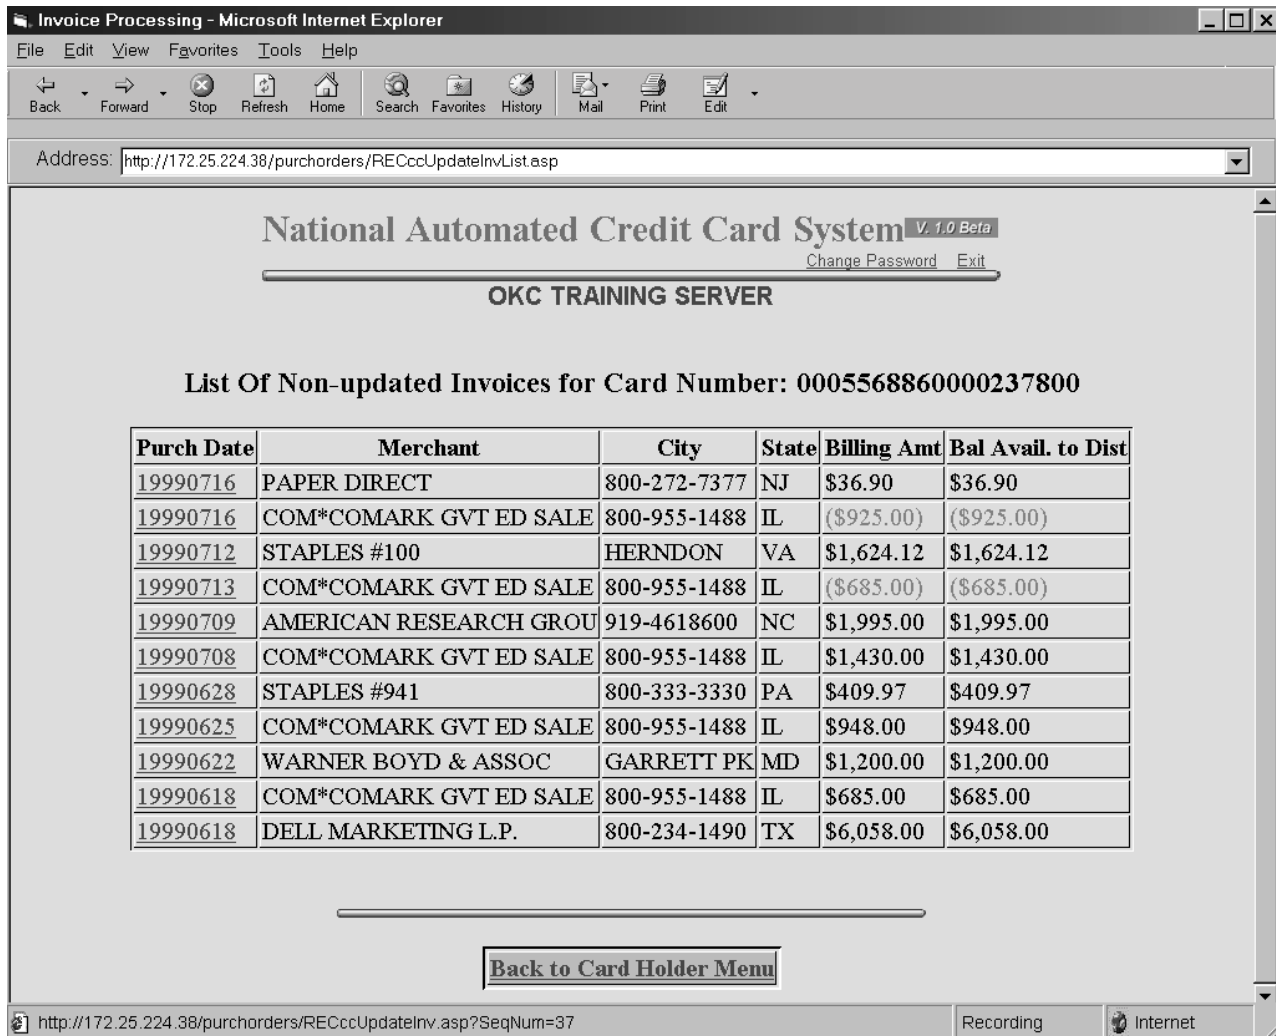 Invoice Processing - Microsoft Internet Explorer
File Edit View Favorites Tools Help
Back Forward Stop Refresh Home Search Favorites History Mail Print Edit
Address: http://172.25.224.38/purchorders/RECccUpdateInvList.asp
National Automated Credit Card System V. 1.0 Beta
Change Password Exit
OKC TRAINING SERVER
List Of Non-updated Invoices for Card Number: 0005568860000237800
Purch Date Merchant City State Billing Amt Bal Avail. to Dist
19990716 PAPER DIRECT 800-272-7377 NJ $36.90 $36.90
19990716 COM*COMARK GVT ED SALE 800-955-1488 IL ($925.00) ($925.00)
19990712 STAPLES #100 HERNDON VA $1,624.12 $1,624.12
19990713 COM*COMARK GVT ED SALE 800-955-1488 IL ($685.00) ($685.00)
19990709 AMERICAN RESEARCH GROU 919-4618600 NC $1,995.00 $1,995.00
19990708 COM*COMARK GVT ED SALE 800-955-1488 IL $1,430.00 $1,430.00
19990628 STAPLES #941 800-333-3330 PA $409.97 $409.97
19990625 COM*COMARK GVT ED SALE 800-955-1488 IL $948.00 $948.00
19990622 WARNER BOYD & ASSOC GARRETT PK MD $1,200.00 $1,200.00
19990618 COM*COMARK GVT ED SALE 800-955-1488 IL $685.00 $685.00
19990618 DELL MARKETING L.P. 800-234-1490 TX $6,058.00 $6,058.00
Back to Card Holder Menu
http://172.25.224.38/purchorders/RECccUpdateInv.asp?SeqNum=37 Recording Internet